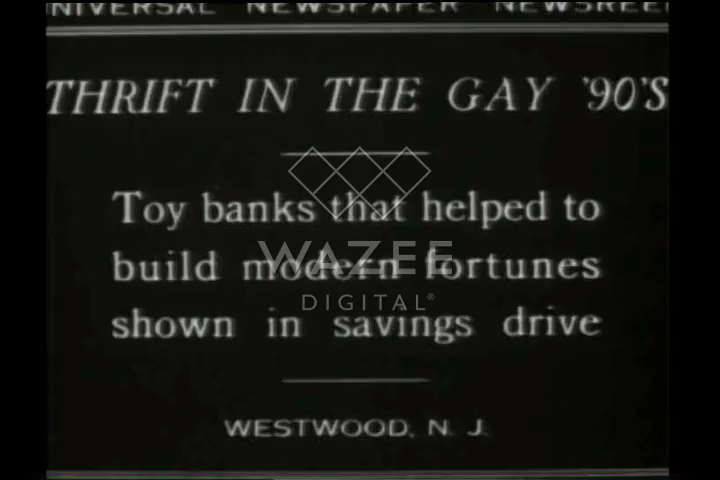 UNIVERSAL NEWSPAPER NEWSREEL
THRIFT IN THE GAY '90'S
Toy banks that helped to
build modern fortunes
shown in savings drive
WESTWOOD, N. J.
WAZEE
DIGITAL®